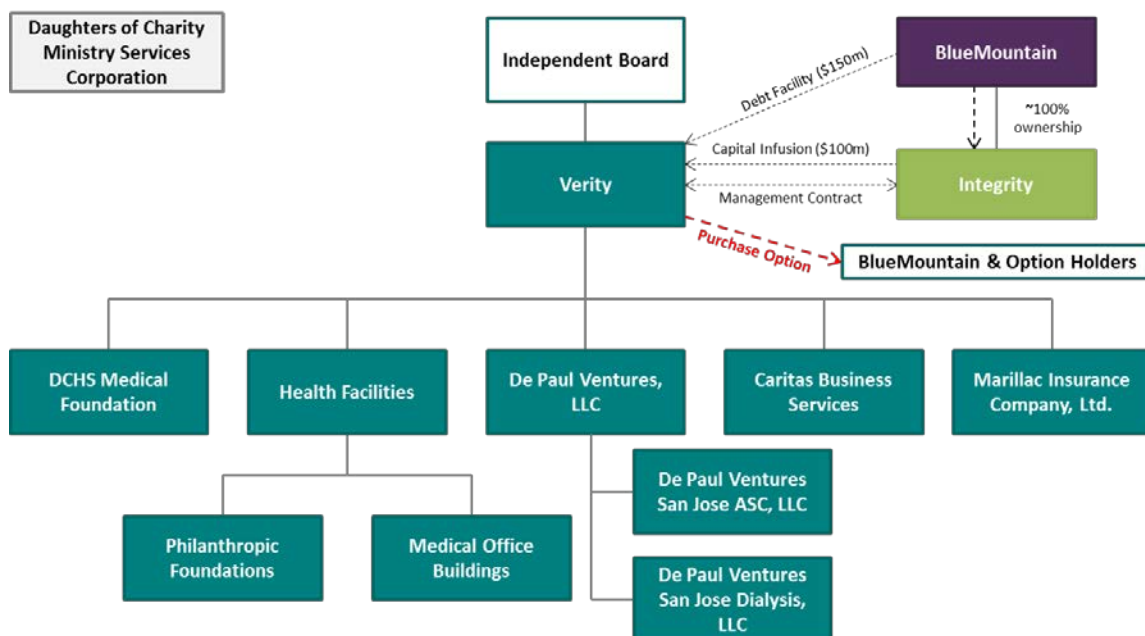 Daughters of Charity
Ministry Services
Corporation
Independent Board
BlueMountain
Debt Facility ($150m)
~100%
ownership
Capital Infusion ($100m)
Verity
Integrity
Management Contract
Purchase Option
BlueMountain & Option Holders
DCHS Medical
Foundation
Health Facilities
De Paul Ventures,
LLC
Caritas Business
Services
Marillac Insurance
Company, Ltd.
De Paul Ventures
San Jose ASC, LLC
Philanthropic
Foundations
Medical Office
Buildings
De Paul Ventures
San Jose Dialysis,
LLC